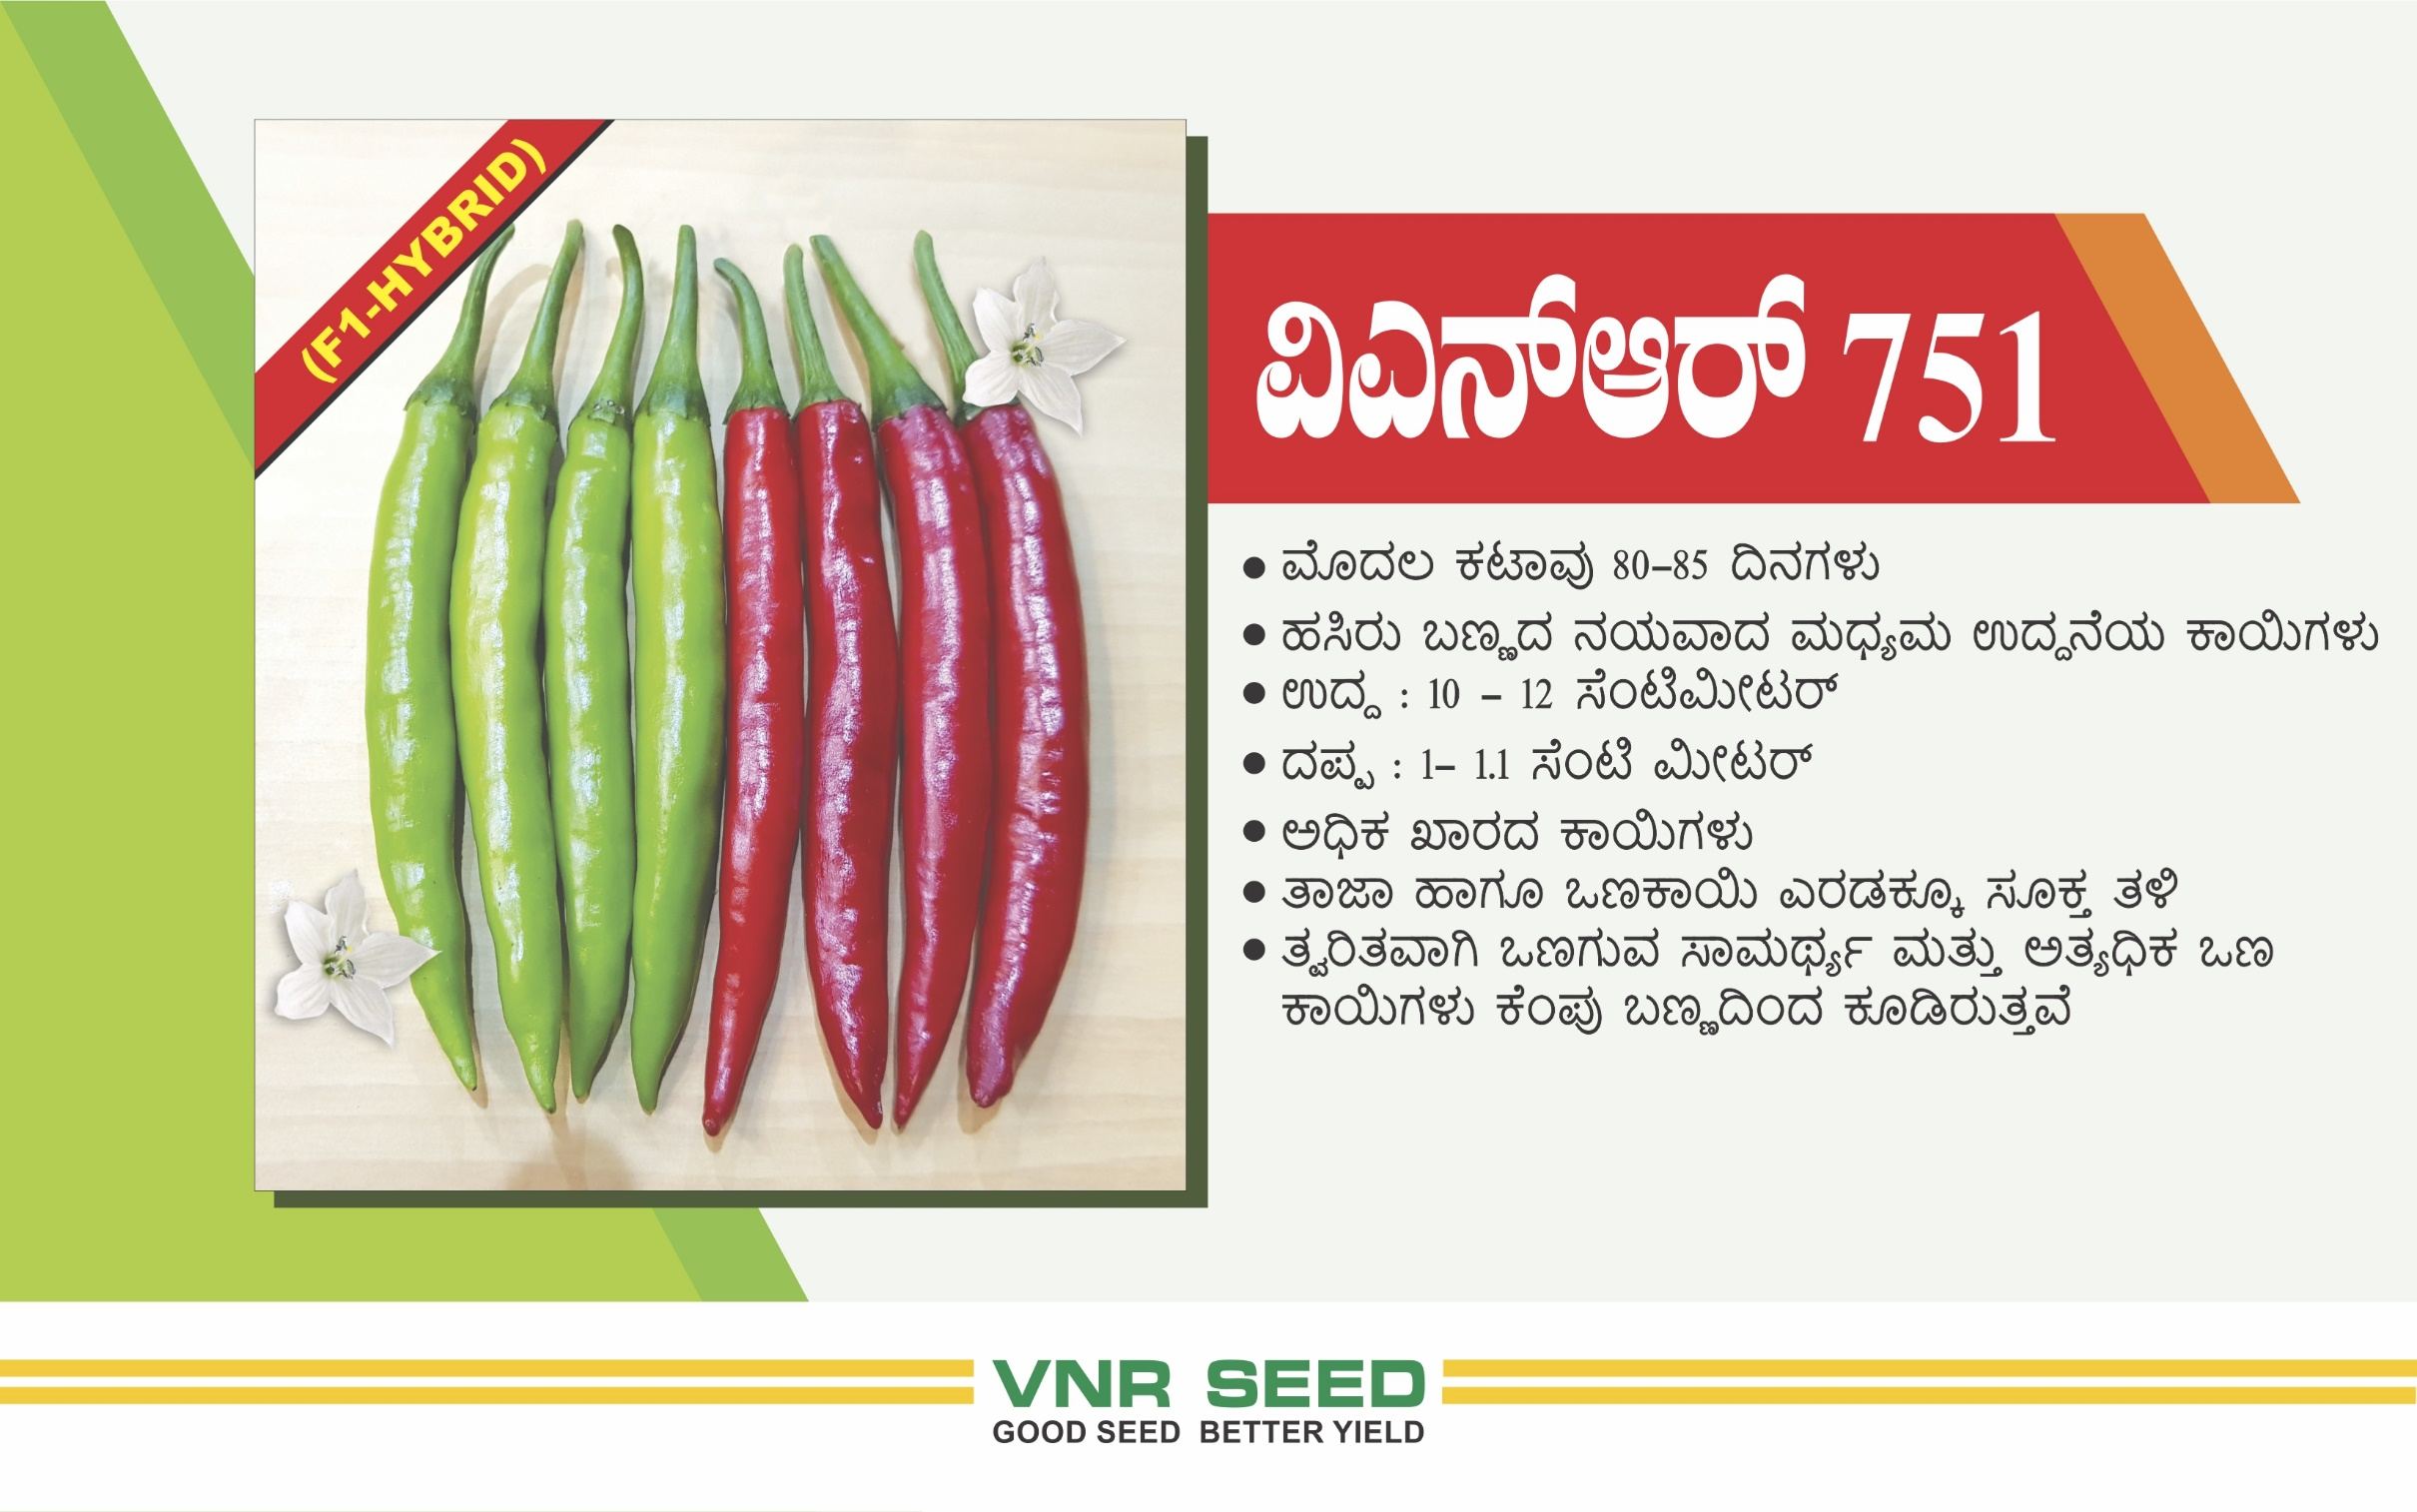 (F1-HYBRID))
ವಿಎನ್ಆರ್ 751
● ಮೊದಲ ಕಟಾವು 80–85 ದಿನಗಳು
● ಹಸಿರು ಬಣ್ಣದ ನಯವಾದ ಮಧ್ಯಮ ಉದ್ದನೆಯ ಕಾಯಿಗಳು
● ಉದ್ದ : 10 – 12 ಸೆಂಟಿಮೀಟರ್
● ದಪ್ಪ : 1– 1.1 ಸೆಂಟಿ ಮೀಟರ್
● ಅಧಿಕ ಖಾರದ ಕಾಯಿಗಳು
● ತಾಜಾ ಹಾಗೂ ಒಣಕಾಯಿ ಎರಡಕ್ಕೂ ಸೂಕ್ತ ತಳಿ
● ತ್ವರಿತವಾಗಿ ಒಣಗುವ ಸಾಮರ್ಥ್ಯ ಮತ್ತು ಅತ್ಯಧಿಕ ಒಣ
ಕಾಯಿಗಳು ಕೆಂಪು ಬಣ್ಣದಿಂದ ಕೂಡಿರುತ್ತವೆ
VNR SEED
GOOD SEED BETTER YIELD